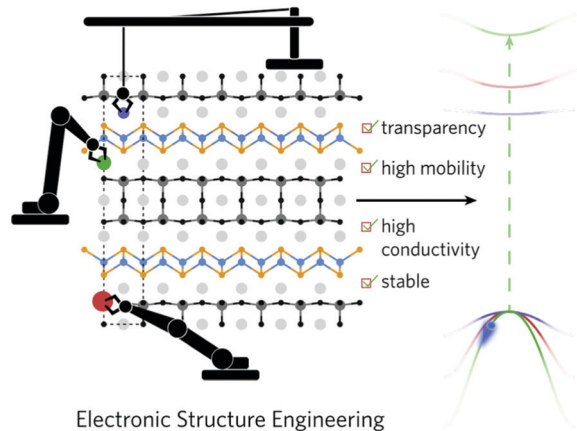 transparency
high mobility
high
conductivity
stable
Electronic Structure Engineering